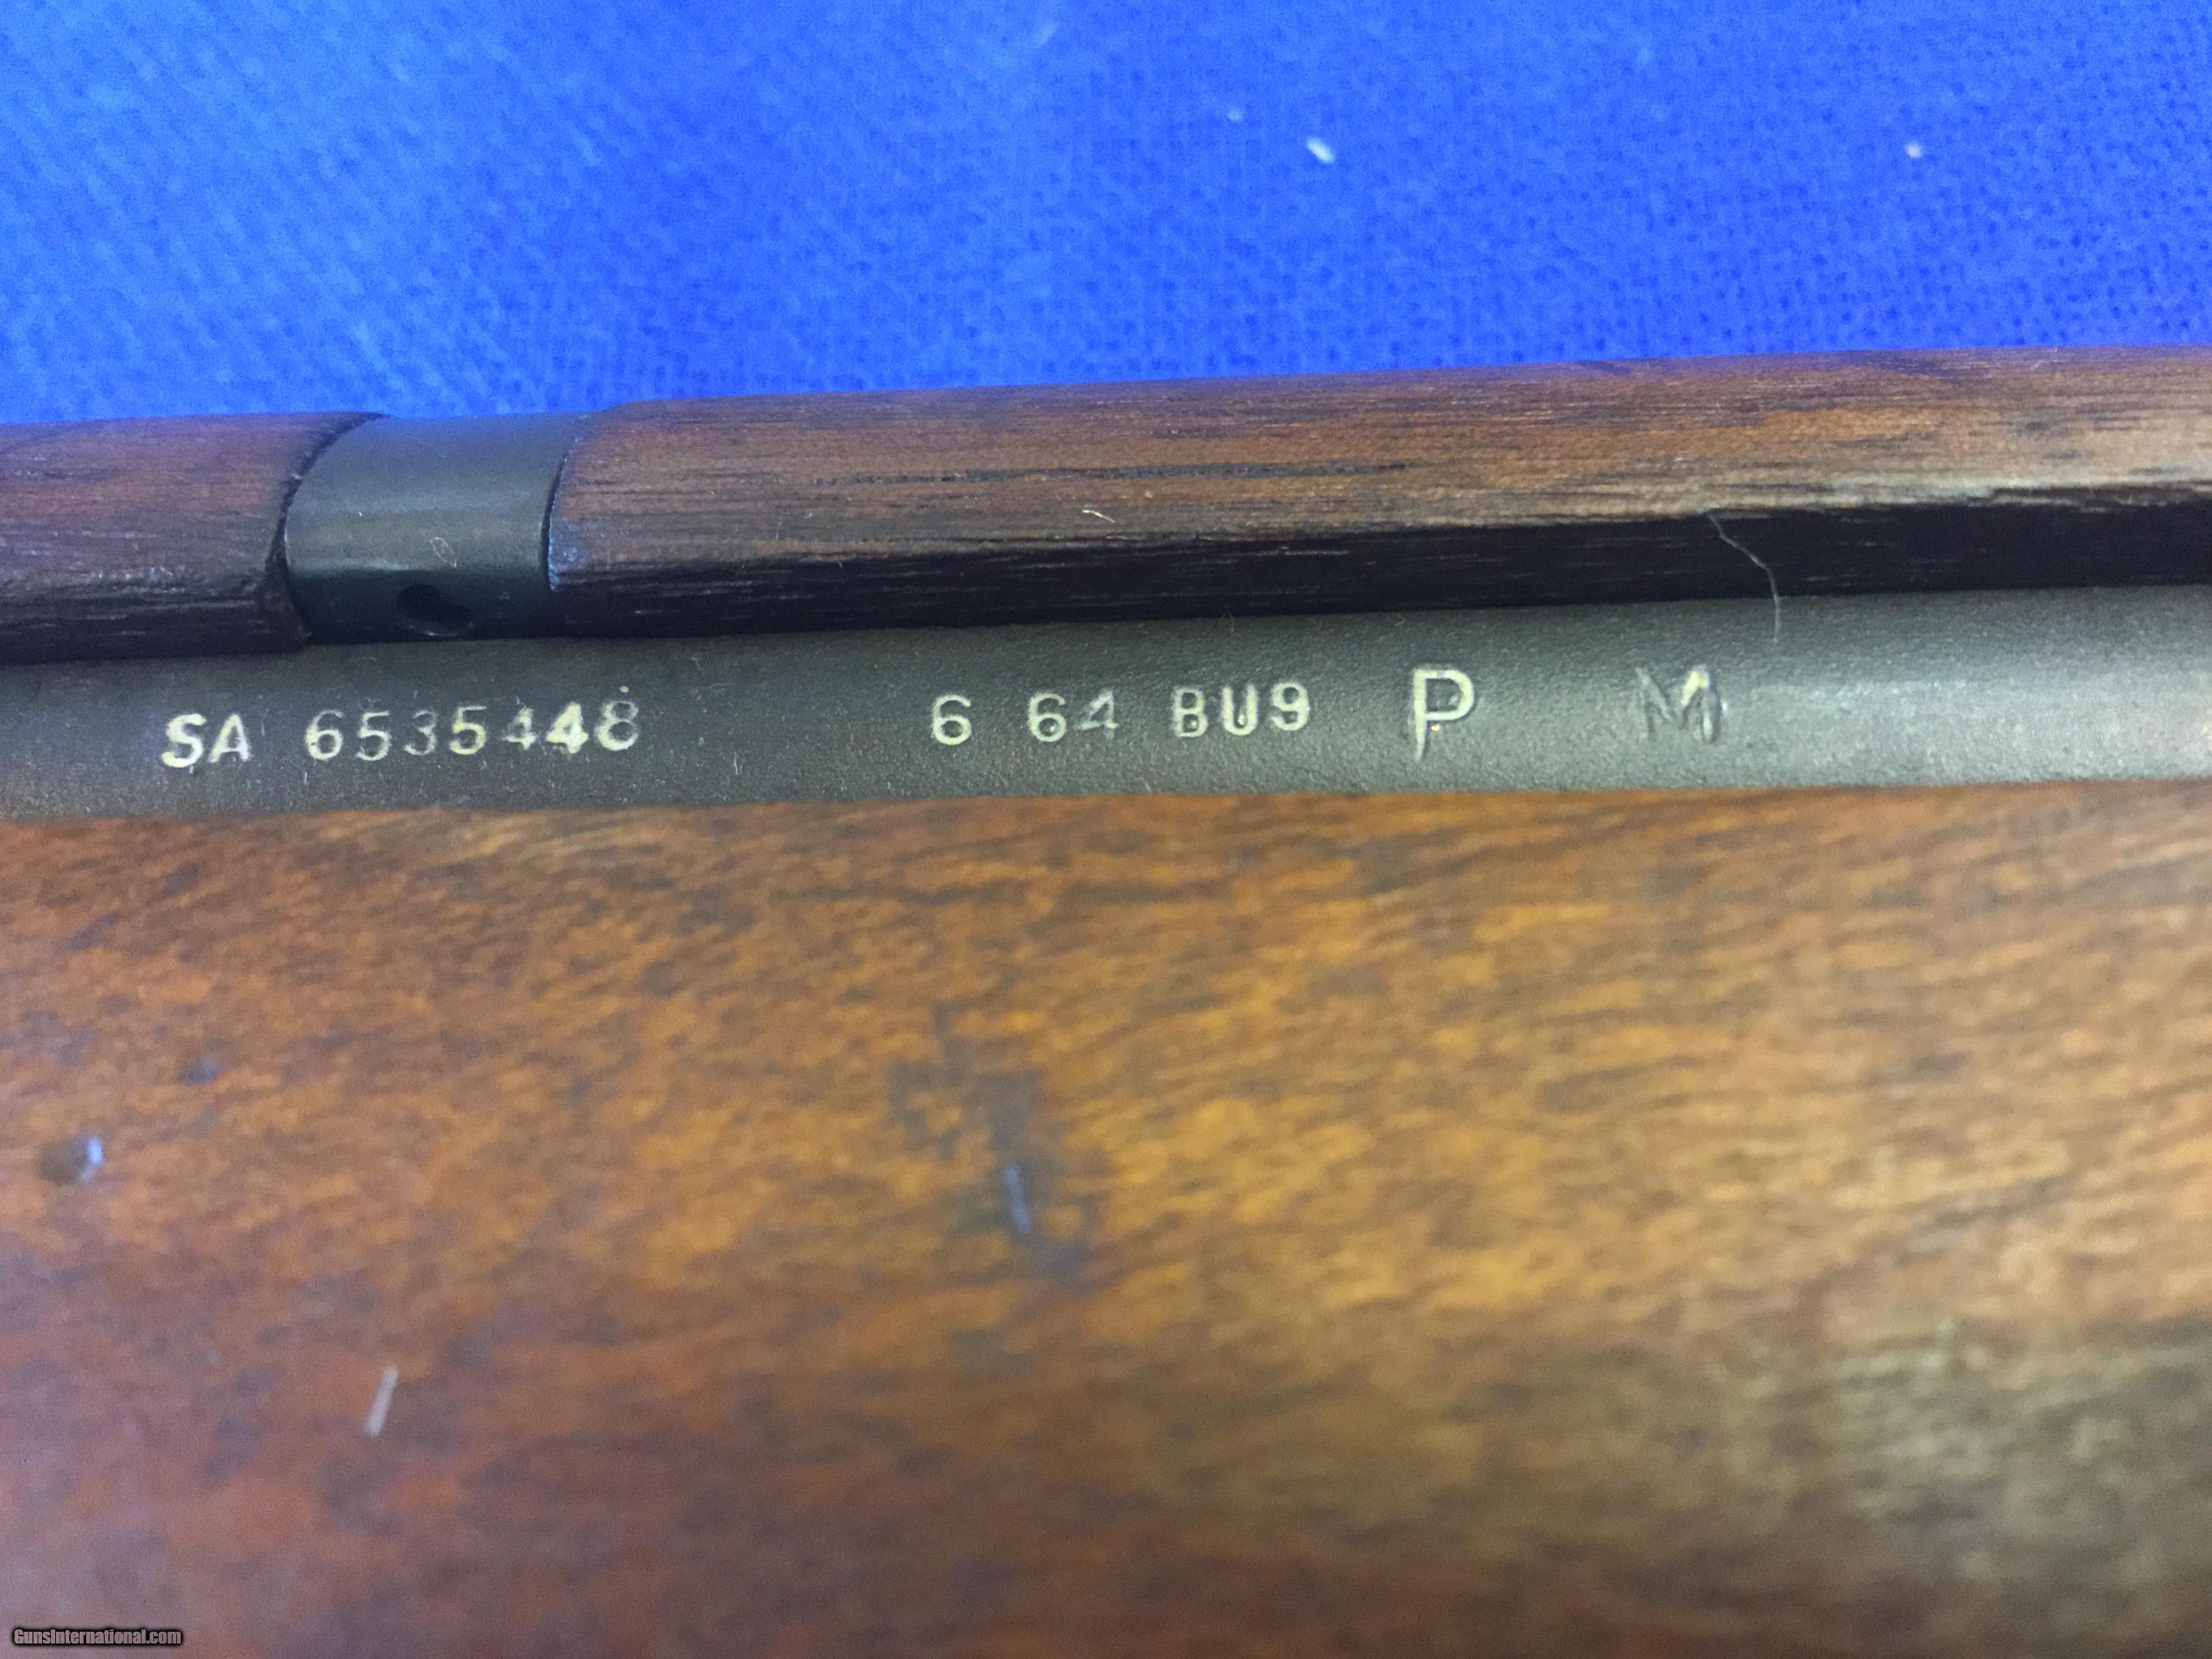 SA 6535448 6 64 BU9 P M
GunsInternational.com